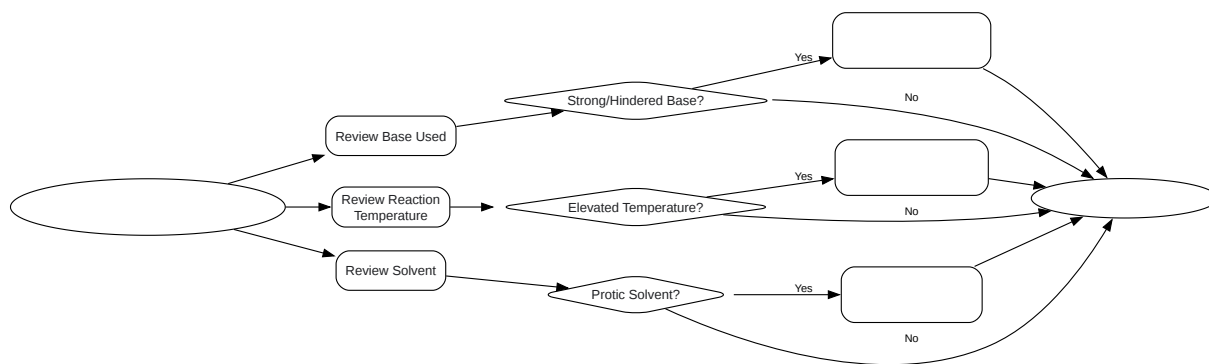 Yes
Strong/Hindered Base?
No
Review Base Used
Yes
Review Reaction
Temperature
Elevated Temperature?
No
Review Solvent
Yes
Protic Solvent?
No